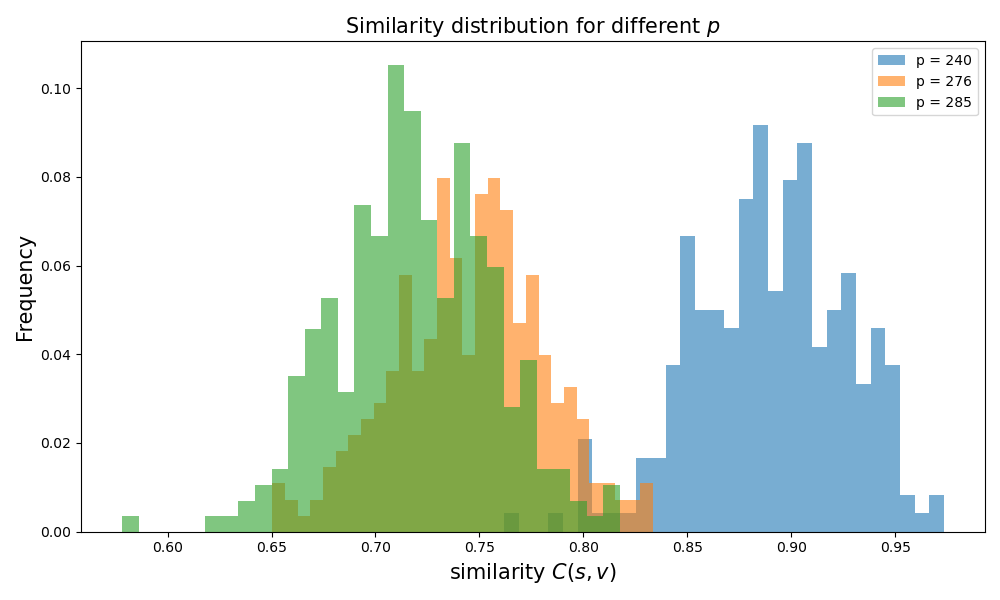 Similarity distribution for different p
p = 240
p = 276
p = 285
Frequency
0.10
0.08
0.06
0.04
0.02
0.00
0.60 0.65 0.70 0.75 0.80 0.85 0.90 0.95
similarity C(s, v)